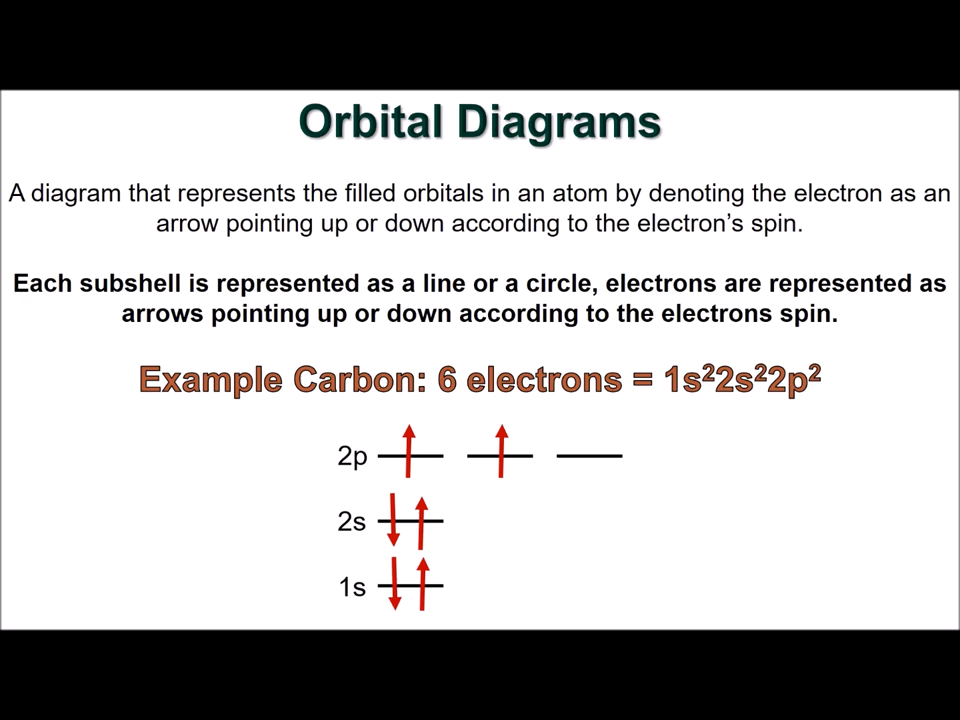 Orbital Diagrams
A diagram that represents the filled orbitals in an atom by denoting the electron as an
arrow pointing up or down according to the electron’s spin.
Each subshell is represented as a line or a circle, electrons are represented as
arrows pointing up or down according to the electrons spin.
Example Carbon: 6 electrons = 1s²2s²2p²
2p
2s
1s